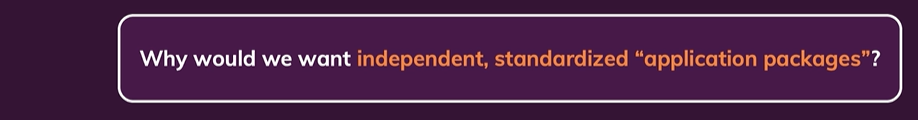 Why would we want independent, standardized “application packages”?